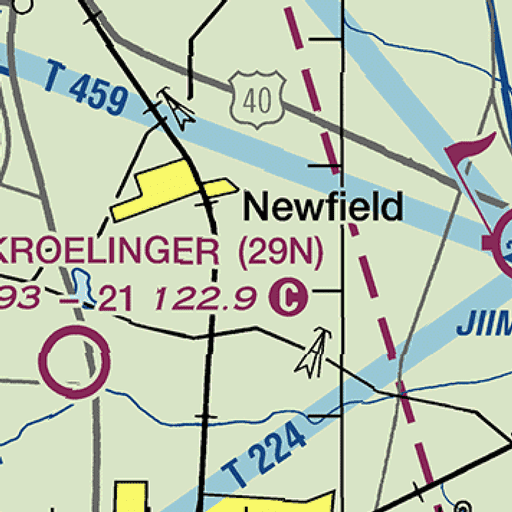 T 459
40
Newfield
KROELINGER (29N)
93 - 21 122.9 C
JIIM
T 224